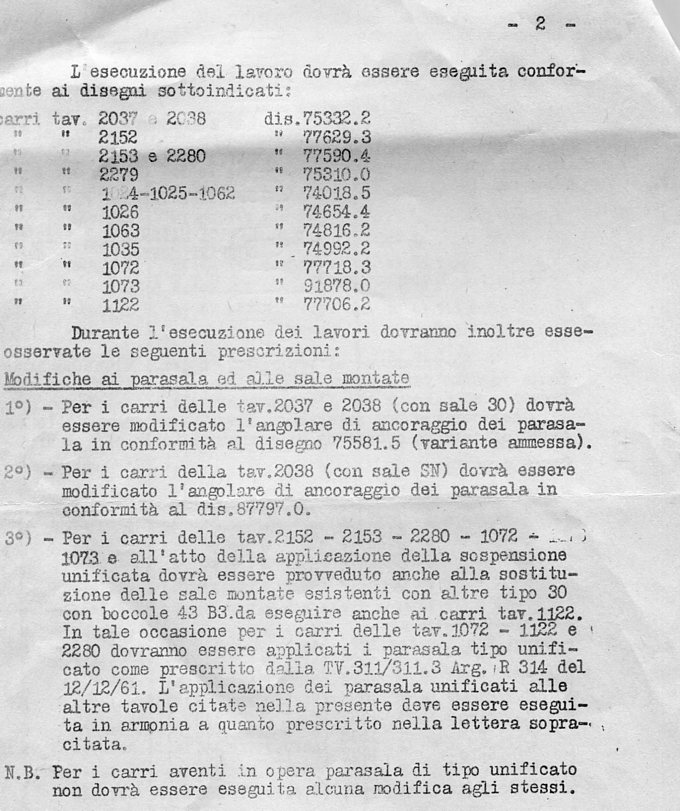 - 2 -
L'esecuzione del lavoro dovrà essere eseguita confor-
mente ai disegni sottoindicati:
carri tav. 2037 e 2038 dis.75332.2
" " 2152 " 77629.3
" " 2153 e 2280 " 77590.4
" " 2279 " 75310.0
" " 1024-1025-1062 " 74018.5
" " 1026 " 74654.4
" " 1063 " 74816.2
" " 1035 " 74992.2
" " 1072 " 77718.3
" " 1073 " 91878.0
" " 1122 " 77706.2
Durante l'esecuzione dei lavori dovranno inoltre esse-
osservate le seguenti prescrizioni:
Modifiche ai parasala ed alle sale montate
1°) - Per i carri delle tav.2037 e 2038 (con sale 30) dovrà
essere modificato l'angolare di ancoraggio dei parasa-
la in conformità al disegno 75581.5 (variante ammessa).
2°) - Per i carri della tav.2038 (con sale SN) dovrà essere
modificato l'angolare di ancoraggio dei parasala in
conformità al dis.87797.0.
3°) - Per i carri delle tav.2152 - 2153 - 2280 - 1072 -
1073 e all'atto della applicazione della sospensione
unificata dovrà essere provveduto anche alla sostitu-
zione delle sale montate esistenti con altre tipo 30
con boccole 43 B3.da eseguire anche ai carri tav.1122.
In tale occasione per i carri delle tav.1072 - 1122 e
2280 dovranno essere applicati i parasala tipo unifi-
cato come prescritto dalla TV.311/311.3 Arg. R 314 del
12/12/61. L'applicazione dei parasala unificati alle
altre tavole citate nella presente deve essere esegui-
ta in armonia a quanto prescritto nella lettera sopra-
citata.
N.B. Per i carri aventi in opera parasala di tipo unificato
non dovrà essere eseguita alcuna modifica agli stessi.